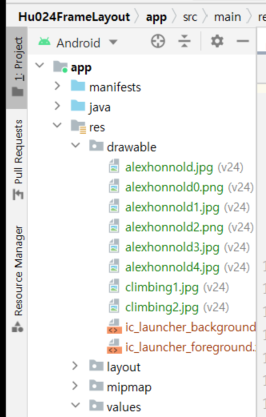 Hu024FrameLayout app src main re
1: Project
Android
app
manifests
java
res
drawable
alexhonnold.jpg (v24)
alexhonnold0.png (v24)
alexhonnold1.jpg (v24)
alexhonnold2.png (v24)
alexhonnold3.jpg (v24)
alexhonnold4.jpg (v24)
climbing1.jpg (v24)
climbing2.jpg (v24)
ic_launcher_background
ic_launcher_foreground.
layout
mipmap
values
Pull Requests
Resource Manager